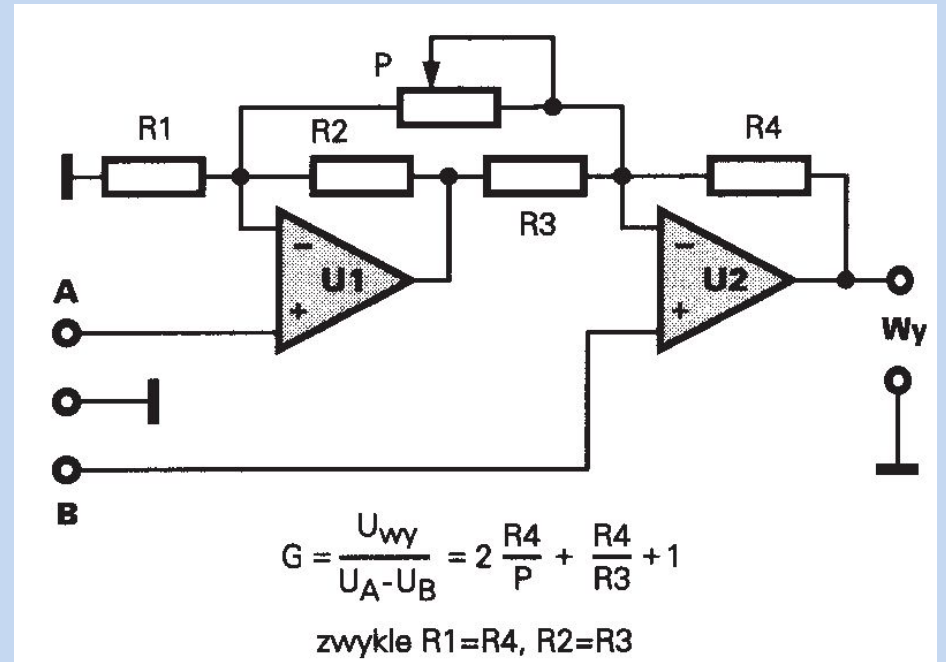 P
R1
R2
R4
R3
− U1 +
− U2 +
A
Wy
B
G = Uwy / (UA - UB) = 2 R4/P + R4/R3 + 1
zwykle R1=R4, R2=R3